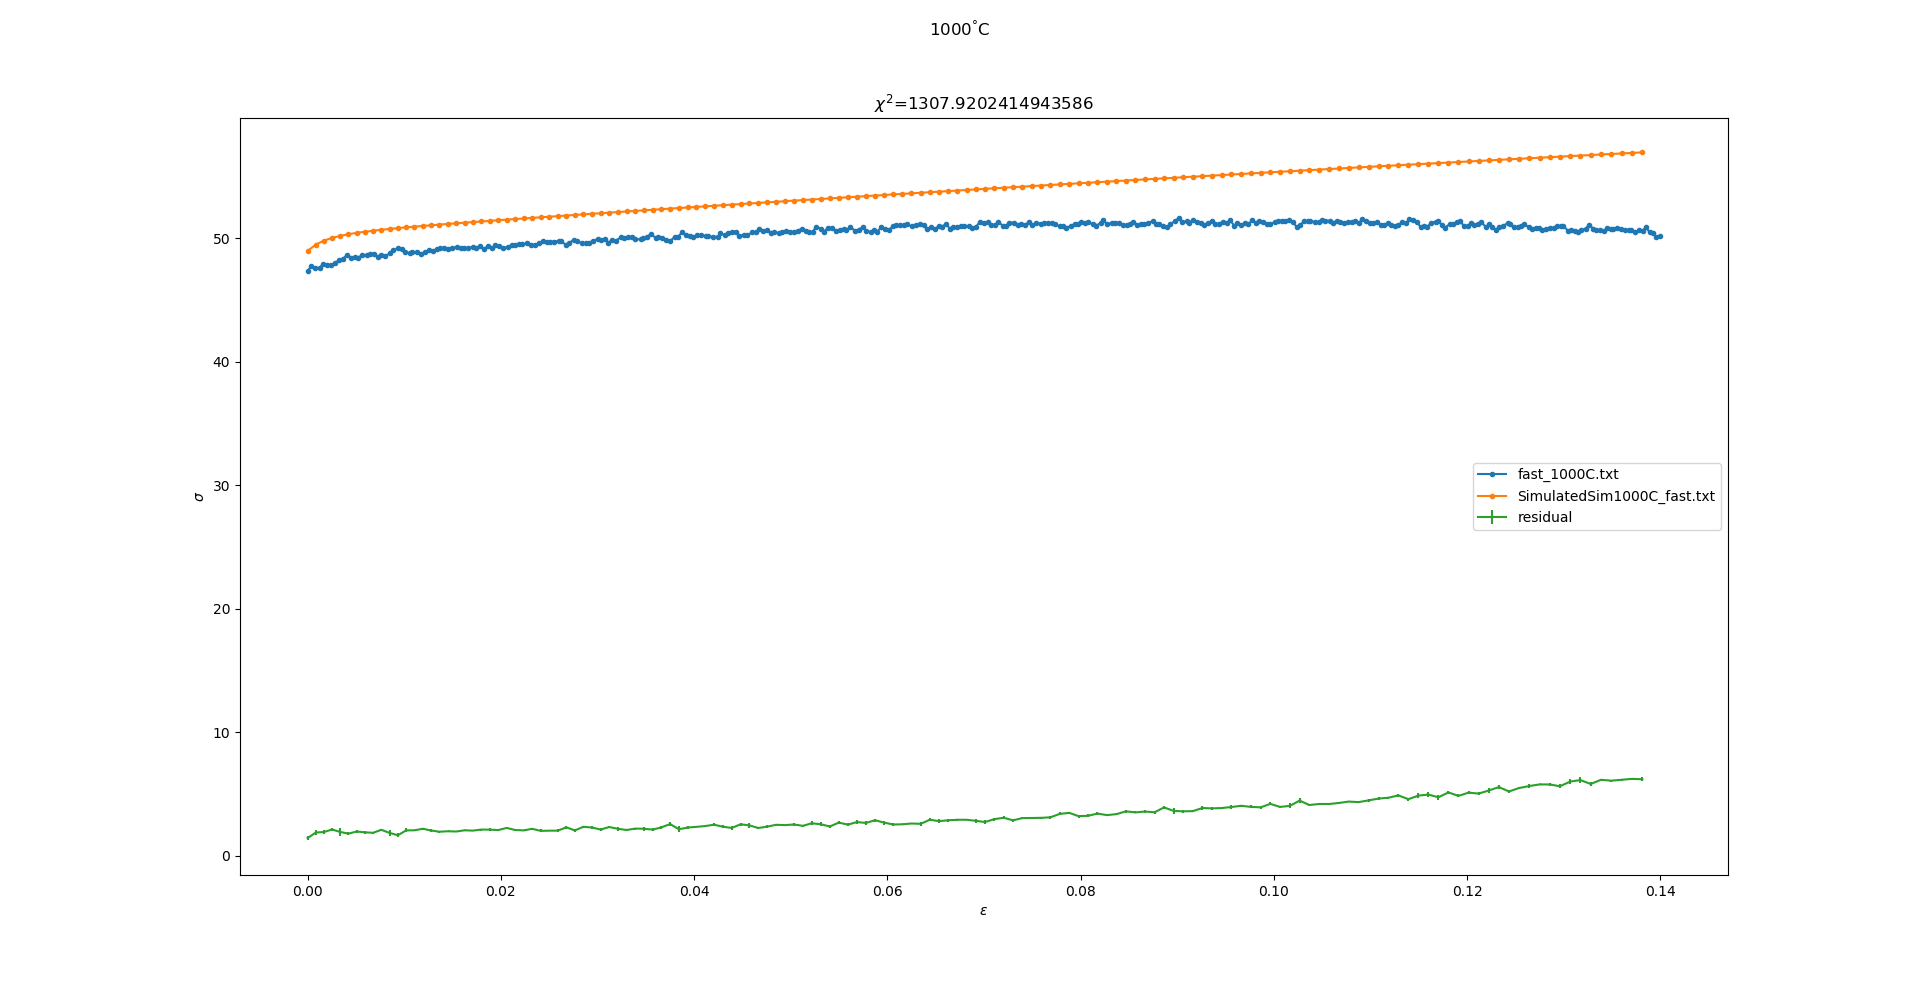 1000°C
χ²=1307.9202414943586
50
40
30
20
10
0
σ
fast_1000C.txt
SimulatedSim1000C_fast.txt
residual
0.00 0.02 0.04 0.06 0.08 0.10 0.12 0.14
ε